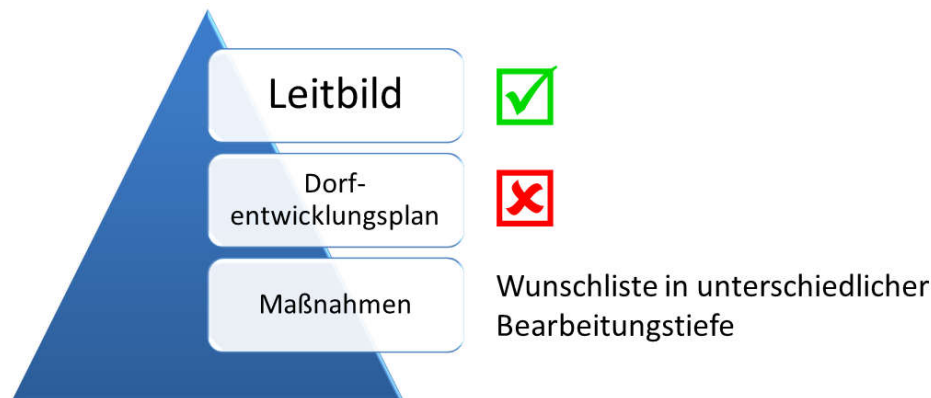 Leitbild
Dorf-
entwicklungsplan
Maßnahmen
Wunschliste in unterschiedlicher
Bearbeitungstiefe